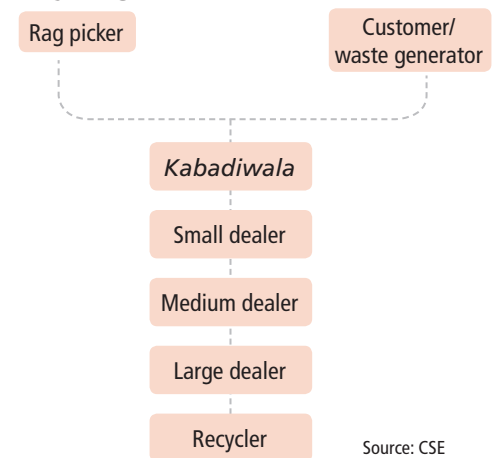 Rag picker
Customer/
waste generator
Kabadiwala
Small dealer
Medium dealer
Large dealer
Recycler
Source: CSE